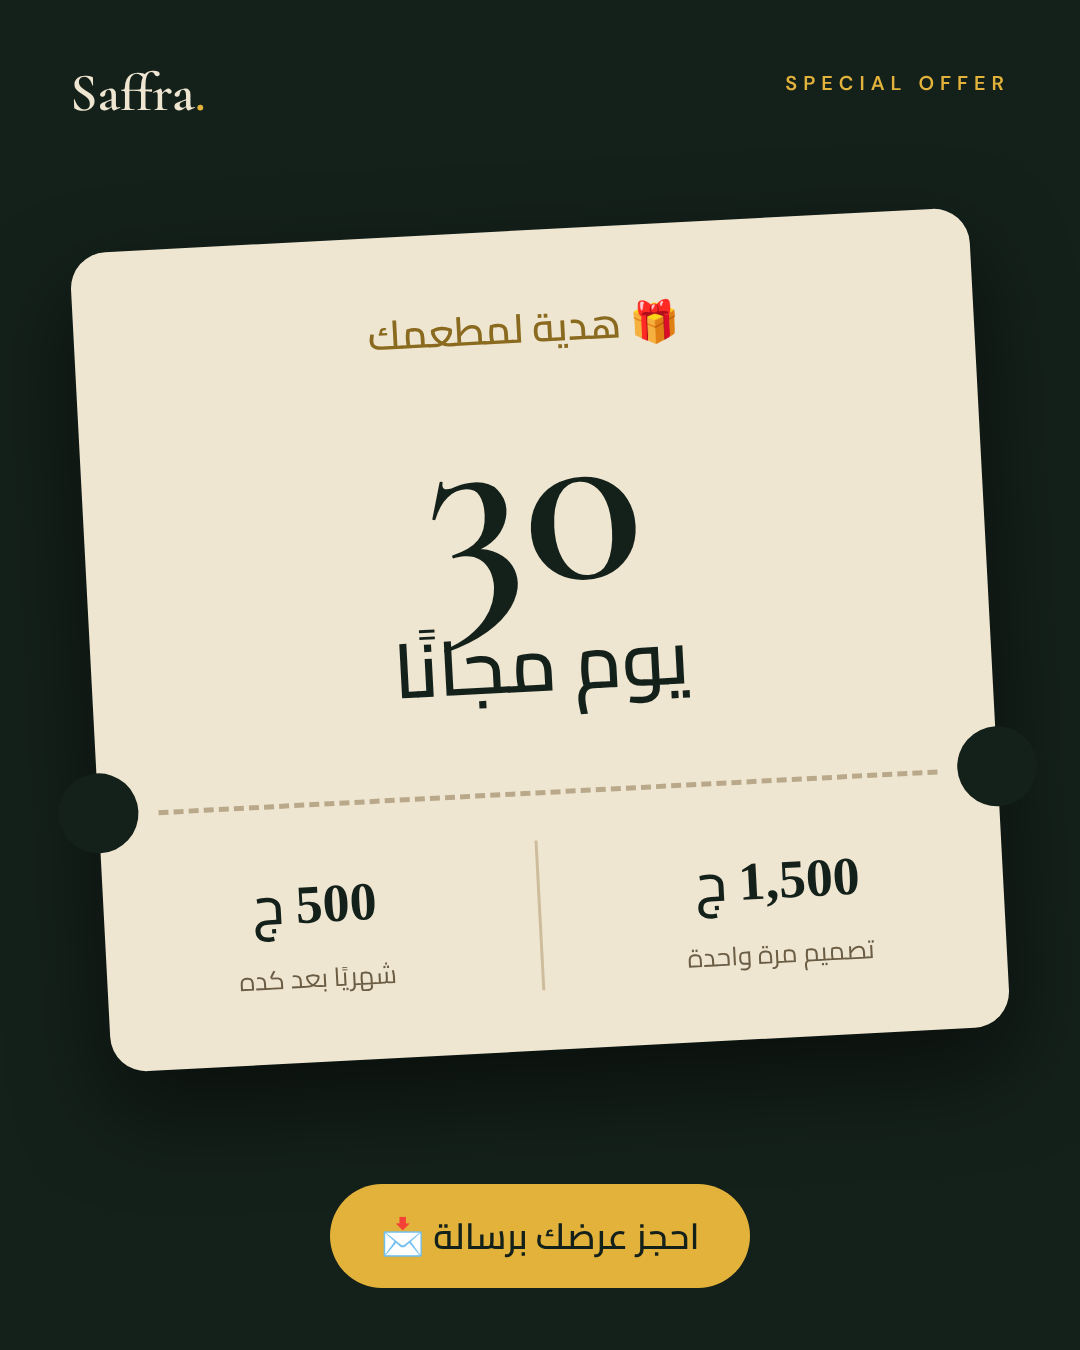 Saffra.
SPECIAL OFFER
🎁 هدية لمطعمك
30
يوم مجانًا
1,500 ج
تصميم مرة واحدة
500 ج
شهريًا بعد كده
احجز عرضك برسالة 📩